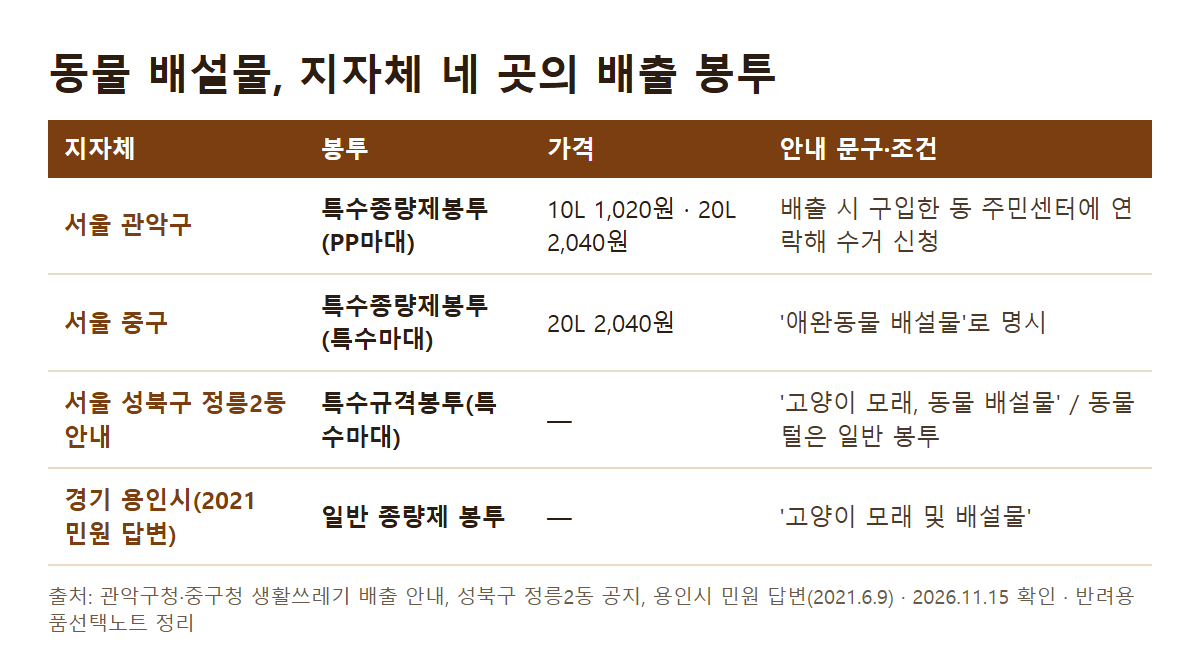 동물 배설물, 지자체 네 곳의 배출 봉투
지자체 봉투 가격 안내 문구·조건
서울 관악구
특수종량제봉투
(PP마대)
10L 1,020원 · 20L
2,040원
배출 시 구입한 동 주민센터에 연
락해 수거 신청
서울 중구
특수종량제봉투
(특수마대)
20L 2,040원
'애완동물 배설물'로 명시
서울 성북구 정릉2동
안내
특수규격봉투(특
수마대)
—
'고양이 모래, 동물 배설물' / 동물
털은 일반 봉투
경기 용인시(2021
민원 답변)
일반 종량제 봉투
—
'고양이 모래 및 배설물'
출처: 관악구청·중구청 생활쓰레기 배출 안내, 성북구 정릉2동 공지, 용인시 민원 답변(2021.6.9) · 2026.11.15 확인 · 반려용
품선택노트 정리